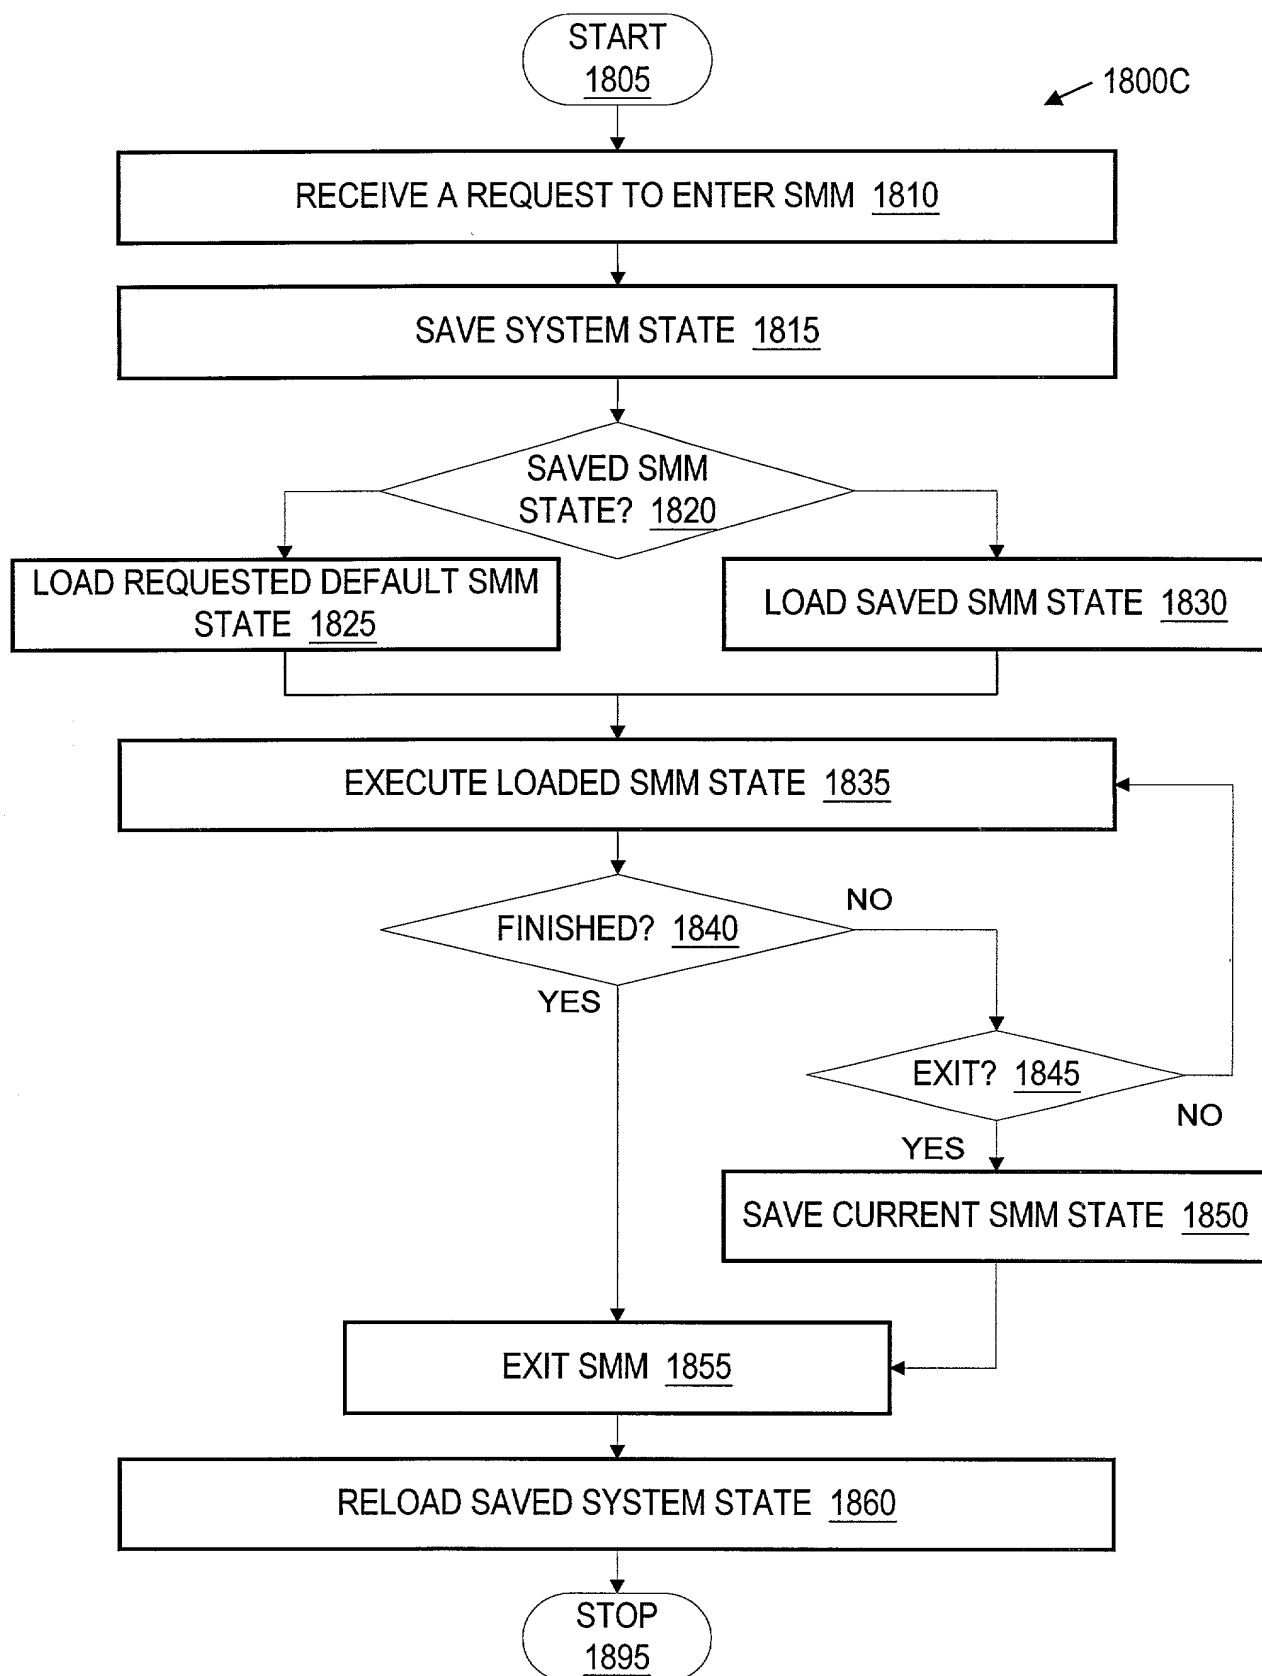 START
1805
1800C
RECEIVE A REQUEST TO ENTER SMM 1810
SAVE SYSTEM STATE 1815
SAVED SMM
STATE? 1820
LOAD REQUESTED DEFAULT SMM
STATE 1825
LOAD SAVED SMM STATE 1830
EXECUTE LOADED SMM STATE 1835
FINISHED? 1840
NO
YES
EXIT? 1845
NO
YES
SAVE CURRENT SMM STATE 1850
EXIT SMM 1855
RELOAD SAVED SYSTEM STATE 1860
STOP
1895